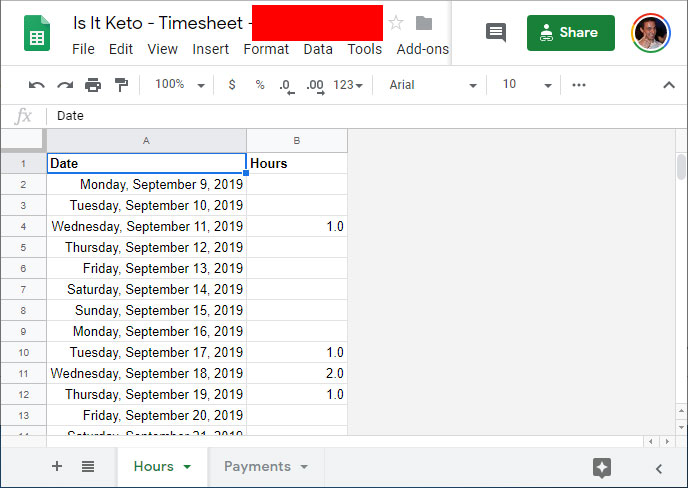 Is It Keto - Timesheet -
File Edit View Insert Format Data Tools Add-ons
Share
100% $ % .0 .00 123 Arial 10
fx Date
A B
1 Date Hours
2 Monday, September 9, 2019
3 Tuesday, September 10, 2019
4 Wednesday, September 11, 2019 1.0
5 Thursday, September 12, 2019
6 Friday, September 13, 2019
7 Saturday, September 14, 2019
8 Sunday, September 15, 2019
9 Monday, September 16, 2019
10 Tuesday, September 17, 2019 1.0
11 Wednesday, September 18, 2019 2.0
12 Thursday, September 19, 2019 1.0
13 Friday, September 20, 2019
14 Saturday, September 21, 2019
Hours Payments